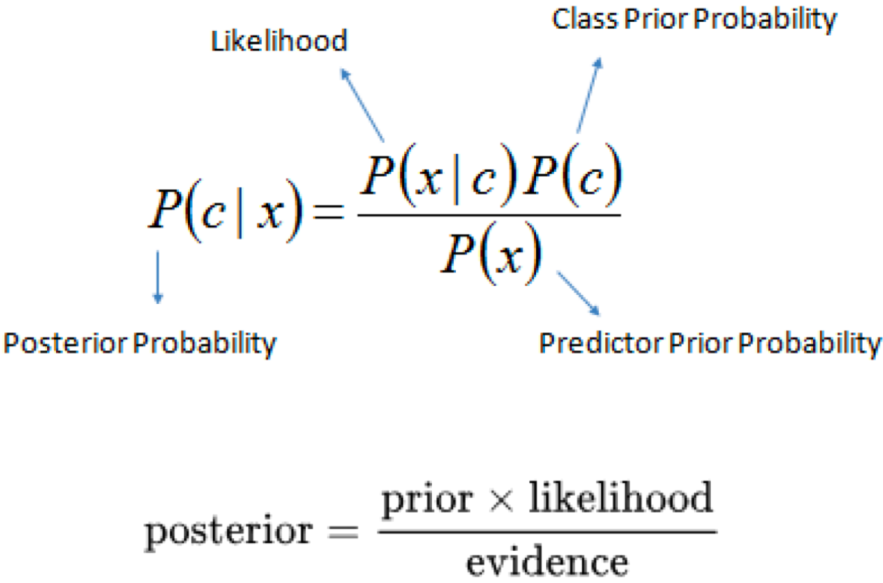 Class Prior Probability
Likelihood
P(c|x)=P(x|c)P(c)
P(x)
Posterior Probability
Predictor Prior Probability
posterior = prior × likelihood
evidence